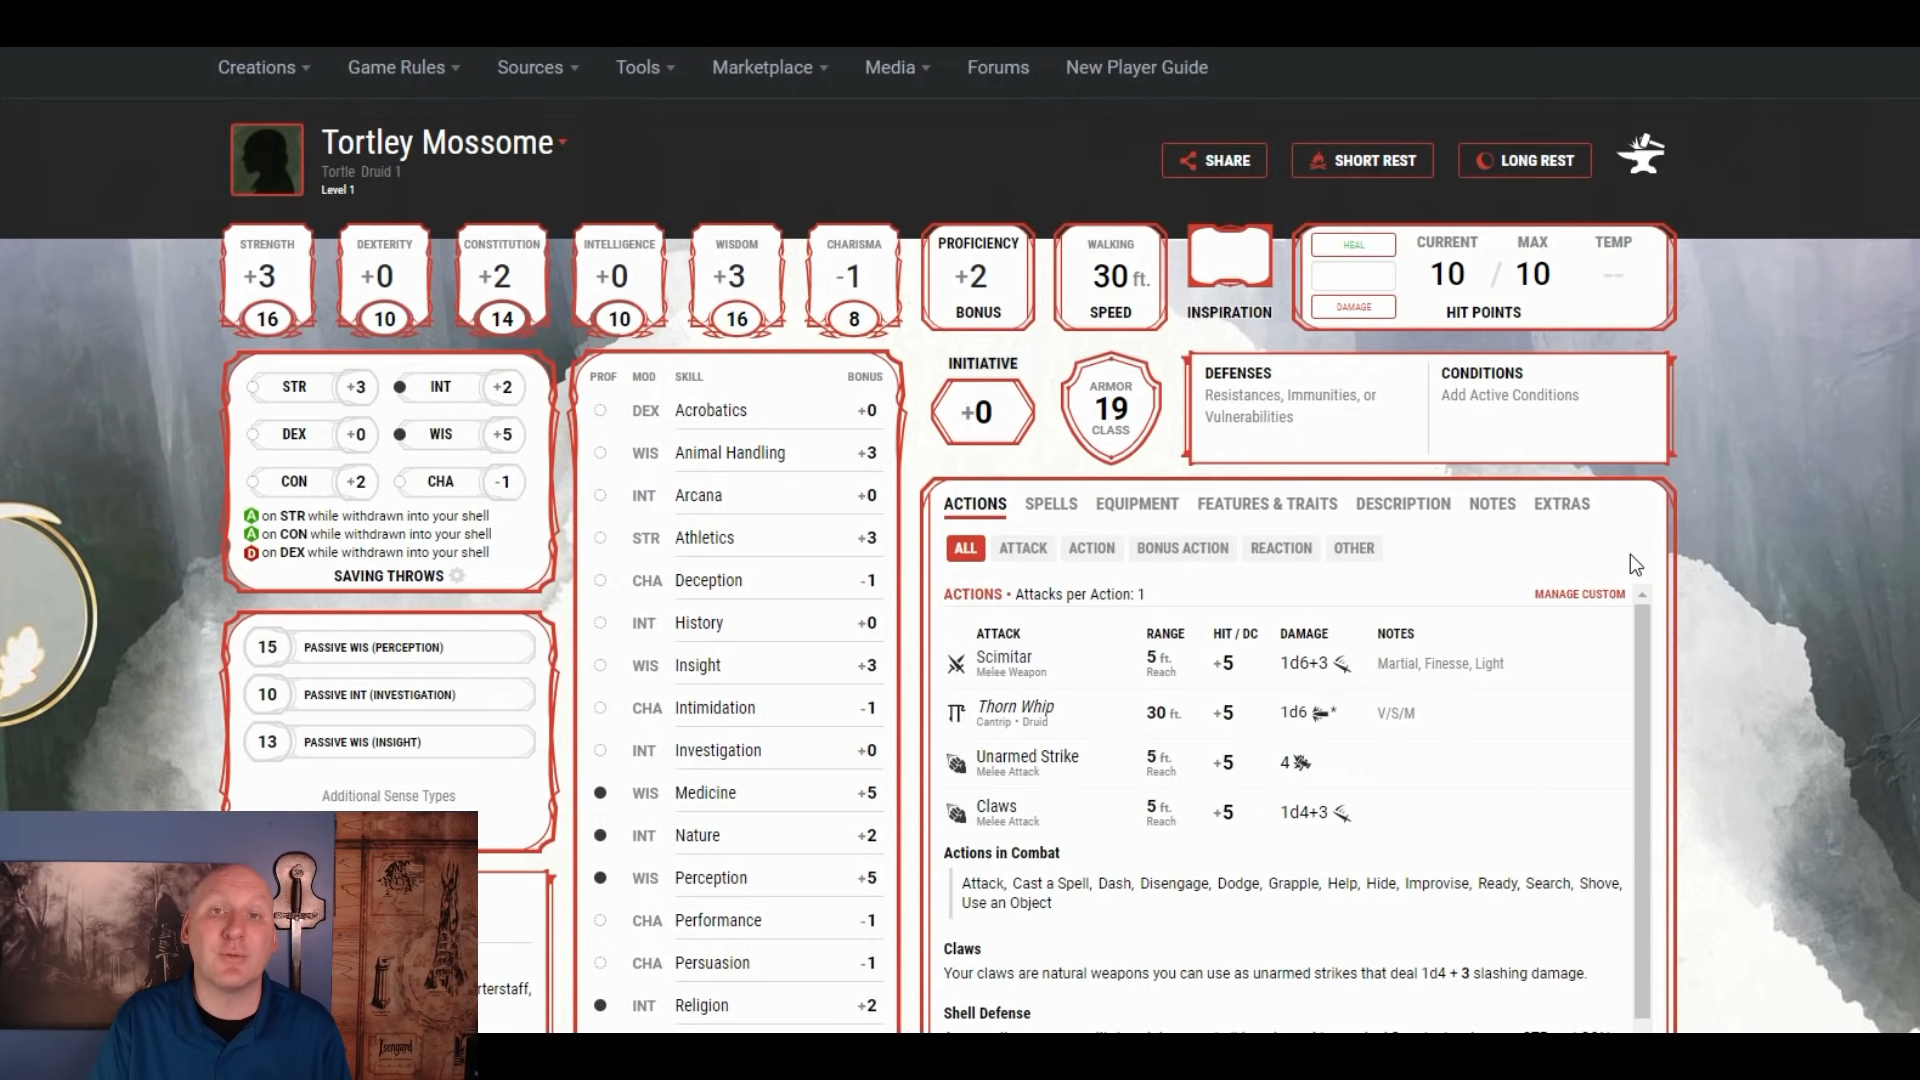 Creations Game Rules Sources Tools Marketplace Media Forums New Player Guide
Tortley Mossome
Tortle Druid 1
Level 1
SHARE SHORT REST LONG REST
STRENGTH +3 16
DEXTERITY +0 10
CONSTITUTION +2 14
INTELLIGENCE +0 10
WISDOM +3 16
CHARISMA -1 8
PROFICIENCY +2 BONUS
WALKING 30 ft. SPEED
INSPIRATION
HEAL
DAMAGE
CURRENT MAX TEMP
10 / 10 --
HIT POINTS
STR +3 INT +2
DEX +0 WIS +5
CON +2 CHA -1
A on STR while withdrawn into your shell
A on CON while withdrawn into your shell
D on DEX while withdrawn into your shell
SAVING THROWS
15 PASSIVE WIS (PERCEPTION)
10 PASSIVE INT (INVESTIGATION)
13 PASSIVE WIS (INSIGHT)
Additional Sense Types
rterstaff,
Isengard
PROF MOD SKILL BONUS
DEX Acrobatics +0
WIS Animal Handling +3
INT Arcana +0
STR Athletics +3
CHA Deception -1
INT History +0
WIS Insight +3
CHA Intimidation -1
INT Investigation +0
WIS Medicine +5
INT Nature +2
WIS Perception +5
CHA Performance -1
CHA Persuasion -1
INT Religion +2
INITIATIVE
+0
ARMOR
19
CLASS
DEFENSES
Resistances, Immunities, or
Vulnerabilities
CONDITIONS
Add Active Conditions
ACTIONS SPELLS EQUIPMENT FEATURES & TRAITS DESCRIPTION NOTES EXTRAS
ALL ATTACK ACTION BONUS ACTION REACTION OTHER
ACTIONS • Attacks per Action: 1 MANAGE CUSTOM
ATTACK RANGE HIT / DC DAMAGE NOTES
Scimitar 5 ft. +5 1d6+3 Martial, Finesse, Light
Melee Weapon Reach
Thorn Whip 30 ft. +5 1d6 * V/S/M
Cantrip • Druid
Unarmed Strike 5 ft. +5 4
Melee Attack Reach
Claws 5 ft. +5 1d4+3
Melee Attack Reach
Actions in Combat
Attack, Cast a Spell, Dash, Disengage, Dodge, Grapple, Help, Hide, Improvise, Ready, Search, Shove,
Use an Object
Claws
Your claws are natural weapons you can use as unarmed strikes that deal 1d4 + 3 slashing damage.
Shell Defense